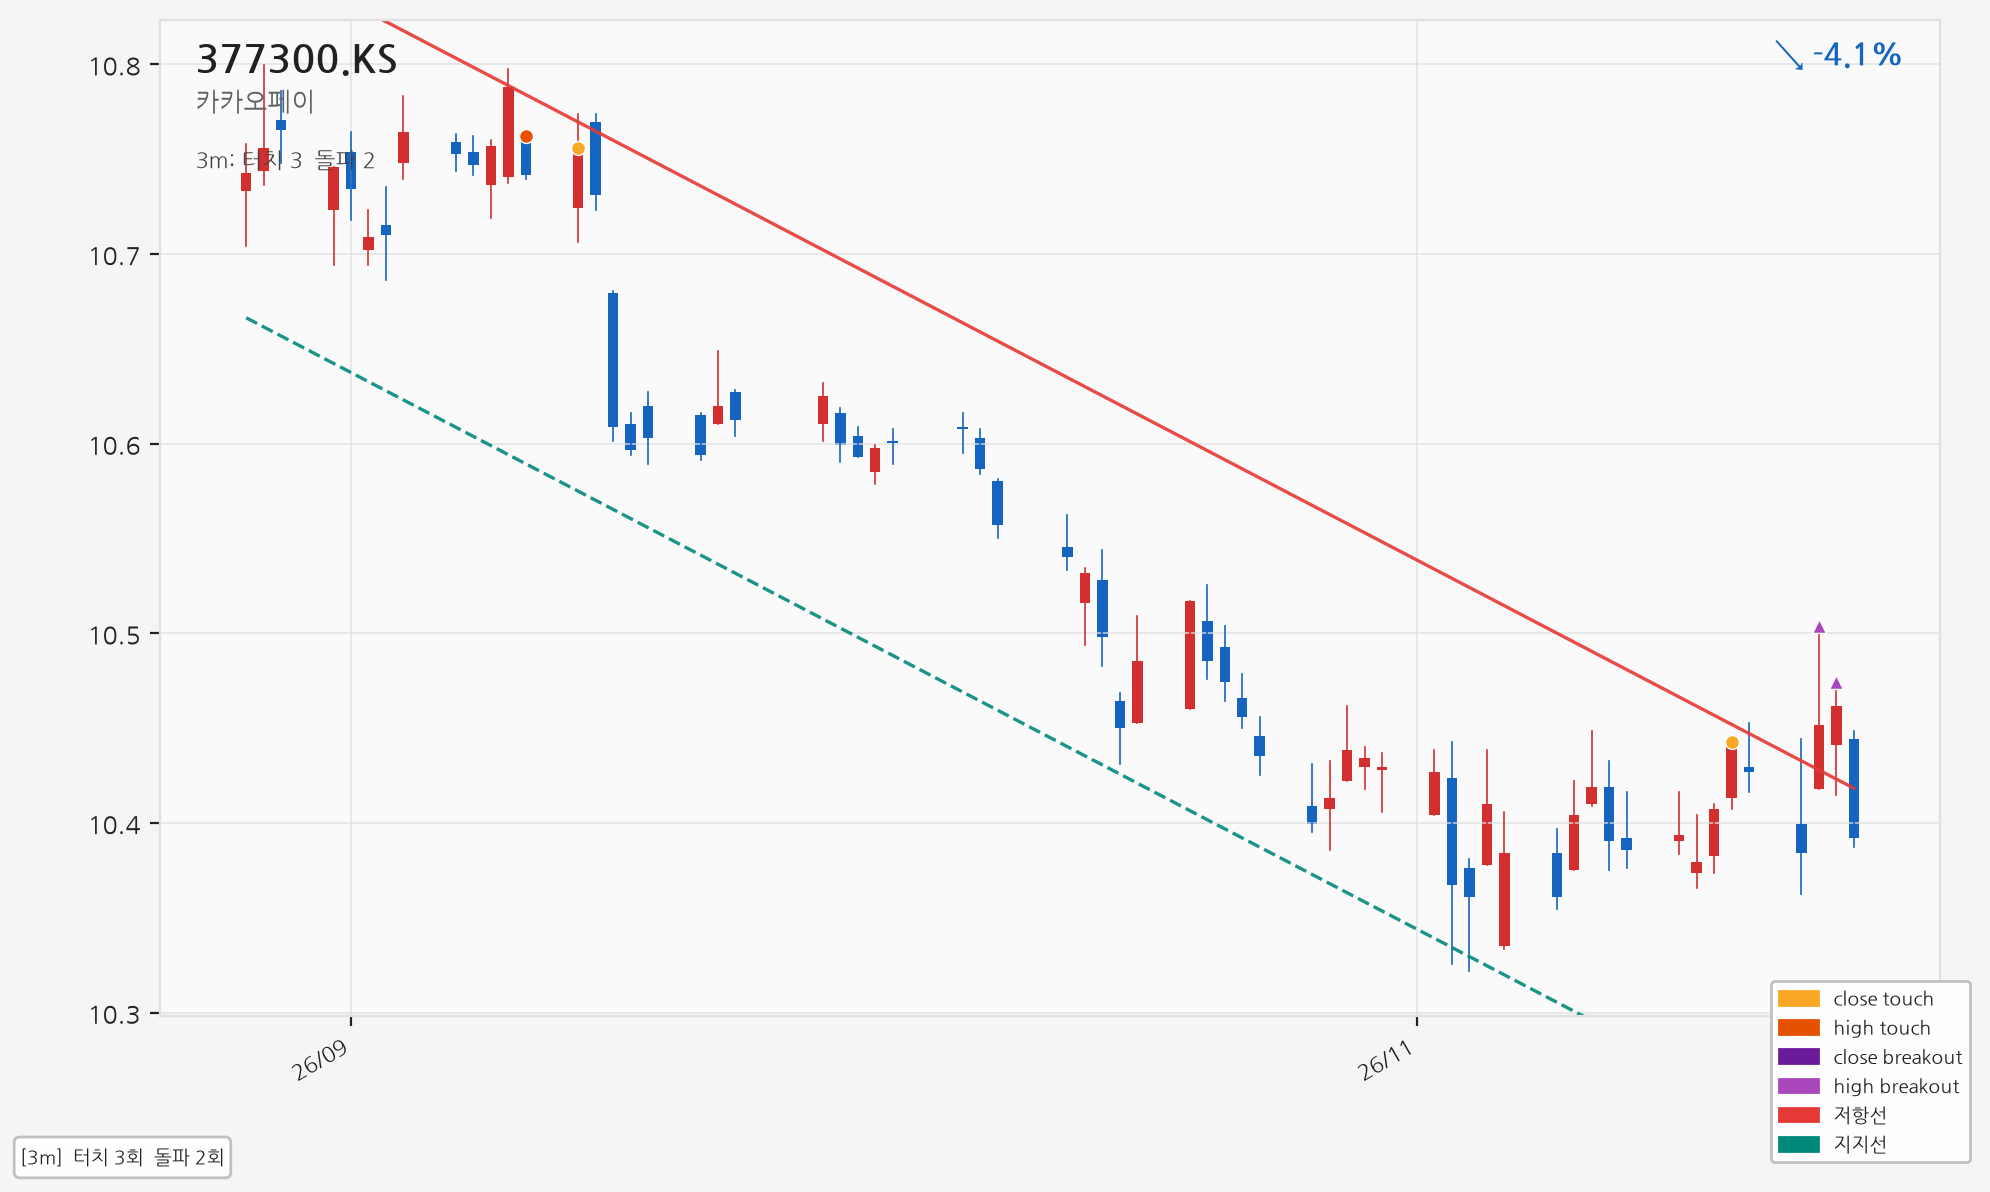 377300.KS
카카오페이
3m: 터치 3 돌파 2
-4.1%
10.8
10.7
10.6
10.5
10.4
10.3
26/09
26/11
close touch
high touch
close breakout
high breakout
저항선
지지선
[3m] 터치 3회 돌파 2회